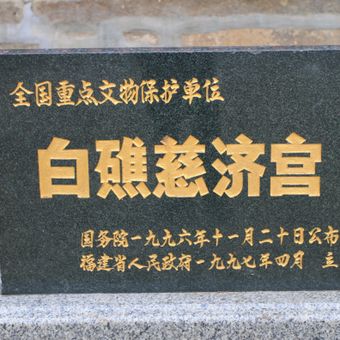 全国重点文物保护单位
白礁慈济宫
国务院一九九六年十一月二十日公布
福建省人民政府一九九七年四月 立